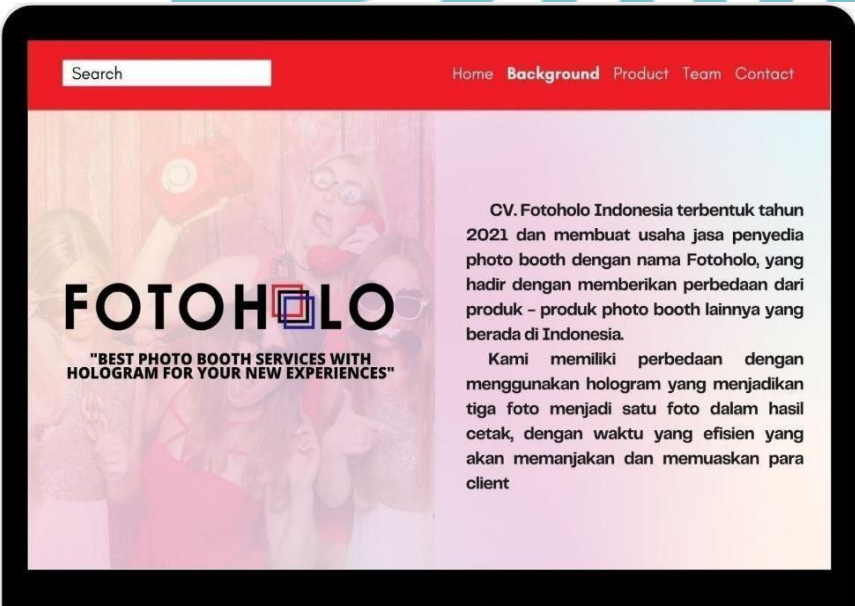 Search
Home Background Product Team Contact
FOTOHOLO
"BEST PHOTO BOOTH SERVICES WITH
HOLOGRAM FOR YOUR NEW EXPERIENCES"
CV. Fotoholo Indonesia terbentuk tahun
2021 dan membuat usaha jasa penyedia
photo booth dengan nama Fotoholo, yang
hadir dengan memberikan perbedaan dari
produk – produk photo booth lainnya yang
berada di Indonesia.
Kami memiliki perbedaan dengan
menggunakan hologram yang menjadikan
tiga foto menjadi satu foto dalam hasil
cetak, dengan waktu yang efisien yang
akan memanjakan dan memuaskan para
client